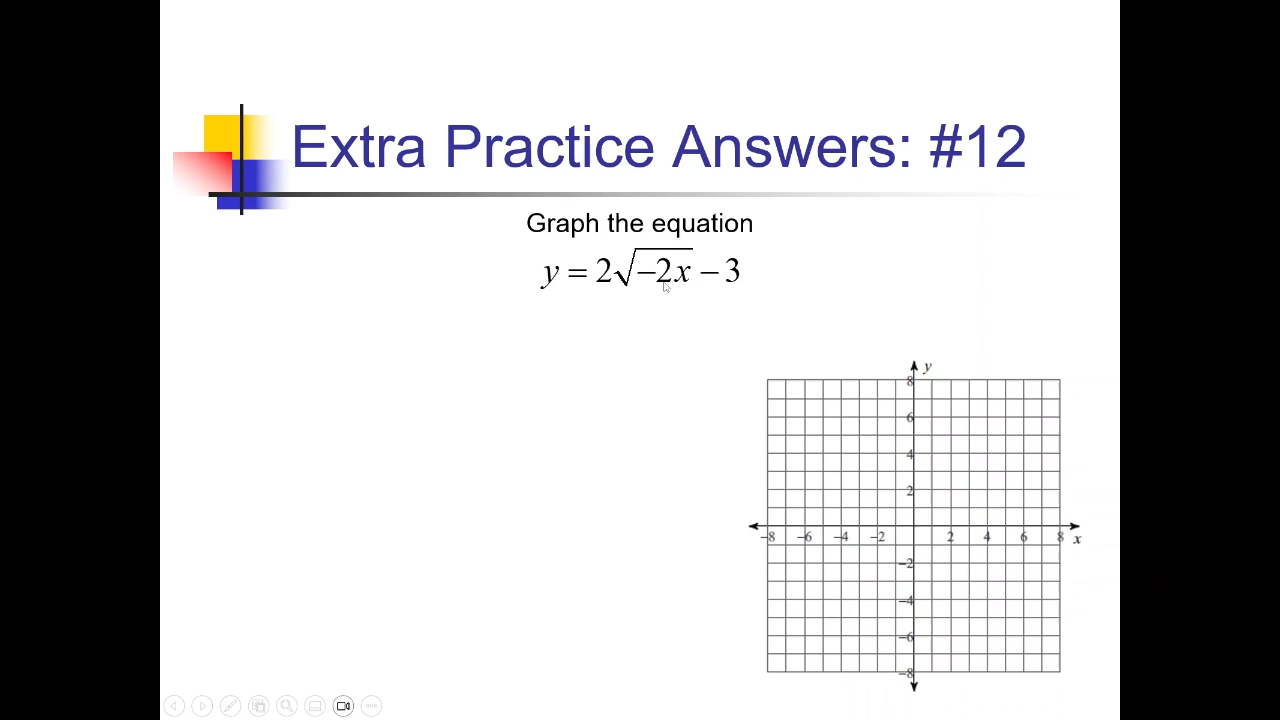 Extra Practice Answers: #12
Graph the equation
y = 2√(-2x) − 3
y
8
6
4
2
−8 −6 −4 −2 2 4 6 8 x
−2
−4
−6
−8